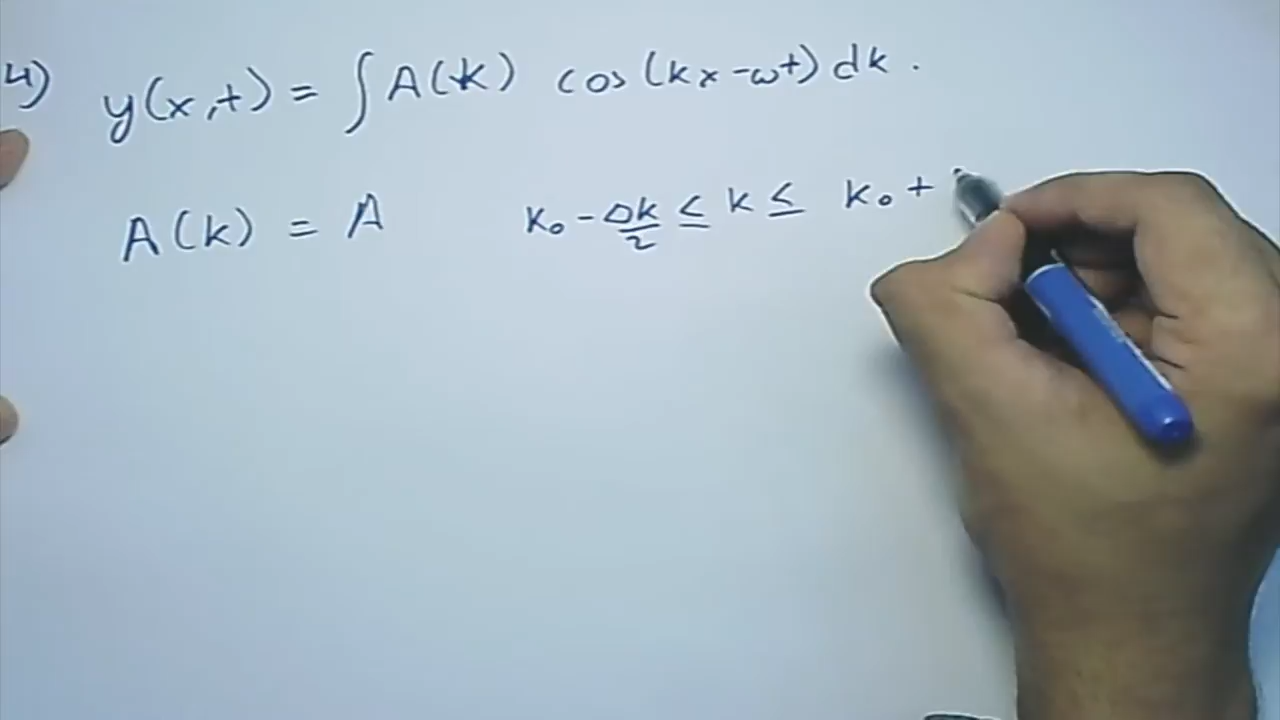 4) y(x,t) = ∫ A(k) cos(kx-ωt) dk.
A(k) = A k₀ - Δk/2 ≤ k ≤ k₀ +